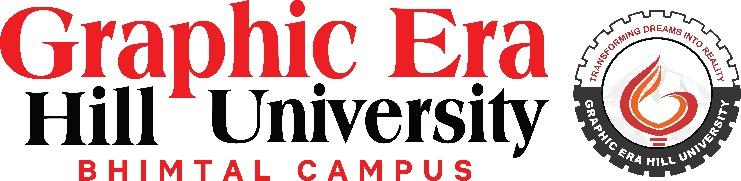 Graphic Era
Hill University
BHIMTAL CAMPUS
TRANSFORMING DREAMS INTO REALITY
GRAPHIC ERA HILL UNIVERSITY